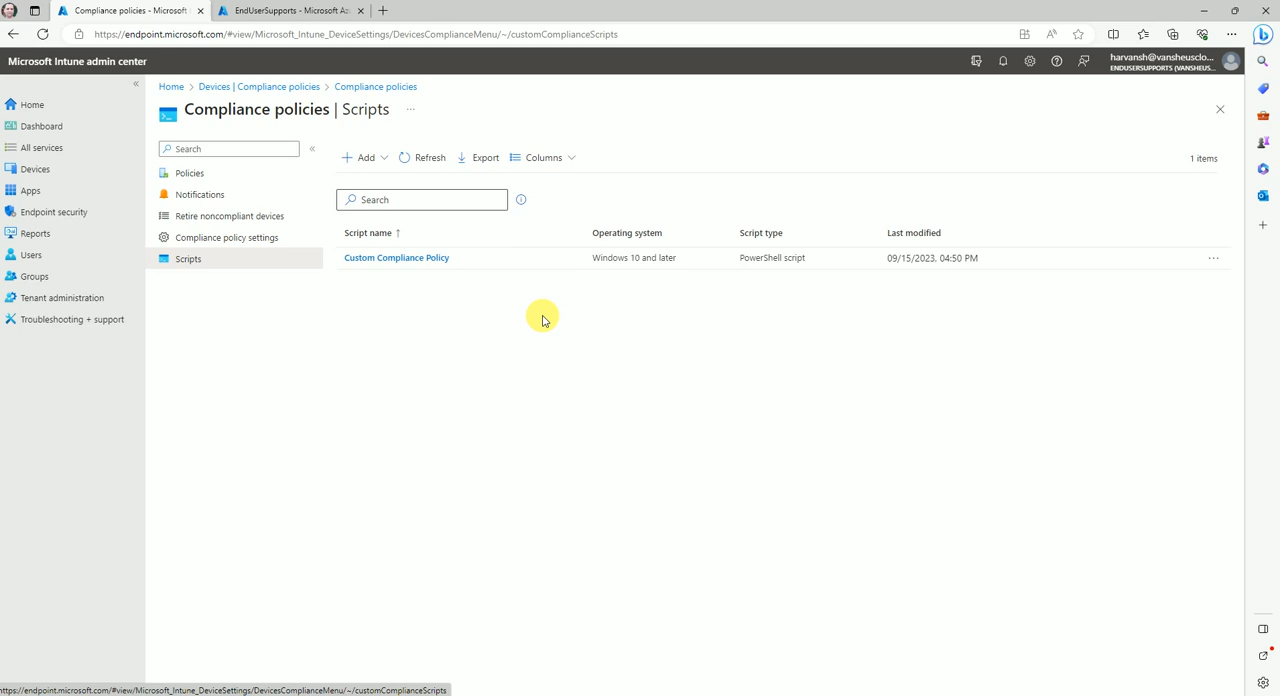 Compliance policies - Microsoft
EndUserSupports - Microsoft Az
https://endpoint.microsoft.com/#view/Microsoft_Intune_DeviceSettings/DevicesComplianceMenu/~/customComplianceScripts
Microsoft Intune admin center
harvansh@vansheusclo...
ENDUSERSUPPORTS (VANSHEUS...
Home > Devices | Compliance policies > Compliance policies
Compliance policies | Scripts ...
Home
Dashboard
All services
Devices
Apps
Endpoint security
Reports
Users
Groups
Tenant administration
Troubleshooting + support
Search
Policies
Notifications
Retire noncompliant devices
Compliance policy settings
Scripts
Add Refresh Export Columns 1 items
Search
Script name ↑ Operating system Script type Last modified
Custom Compliance Policy Windows 10 and later PowerShell script 09/15/2023, 04:50 PM ...
https://endpoint.microsoft.com/#view/Microsoft_Intune_DeviceSettings/DevicesComplianceMenu/~/customComplianceScripts